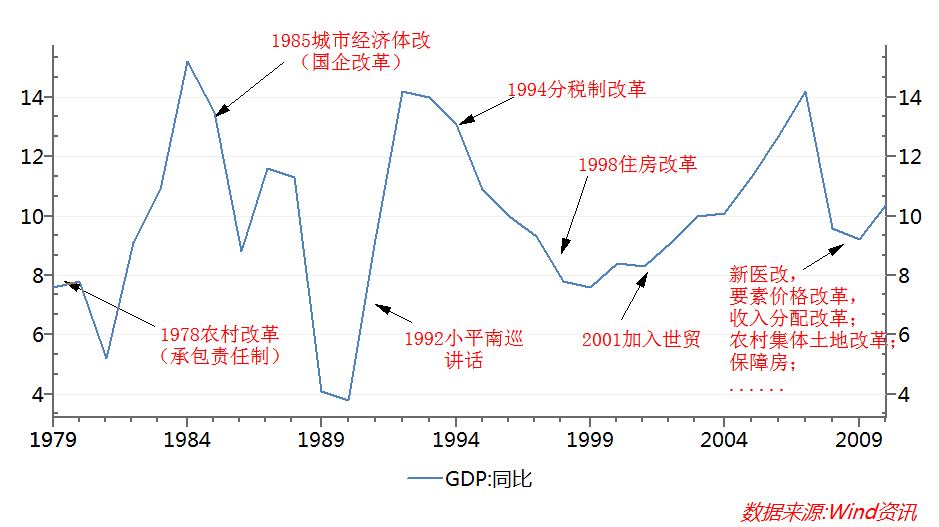 1985城市经济体改
（国企改革）
14
14
1994分税制改革
12
12
1998住房改革
10
10
8
8
新医改，
要素价格改革，
收入分配改革；
农村集体土地改革；
保障房；
......
1978农村改革
（承包责任制）
1992小平南巡
讲话
2001加入世贸
6
6
4
4
1979
1984
1989
1994
1999
2004
2009
GDP:同比
数据来源:Wind资讯